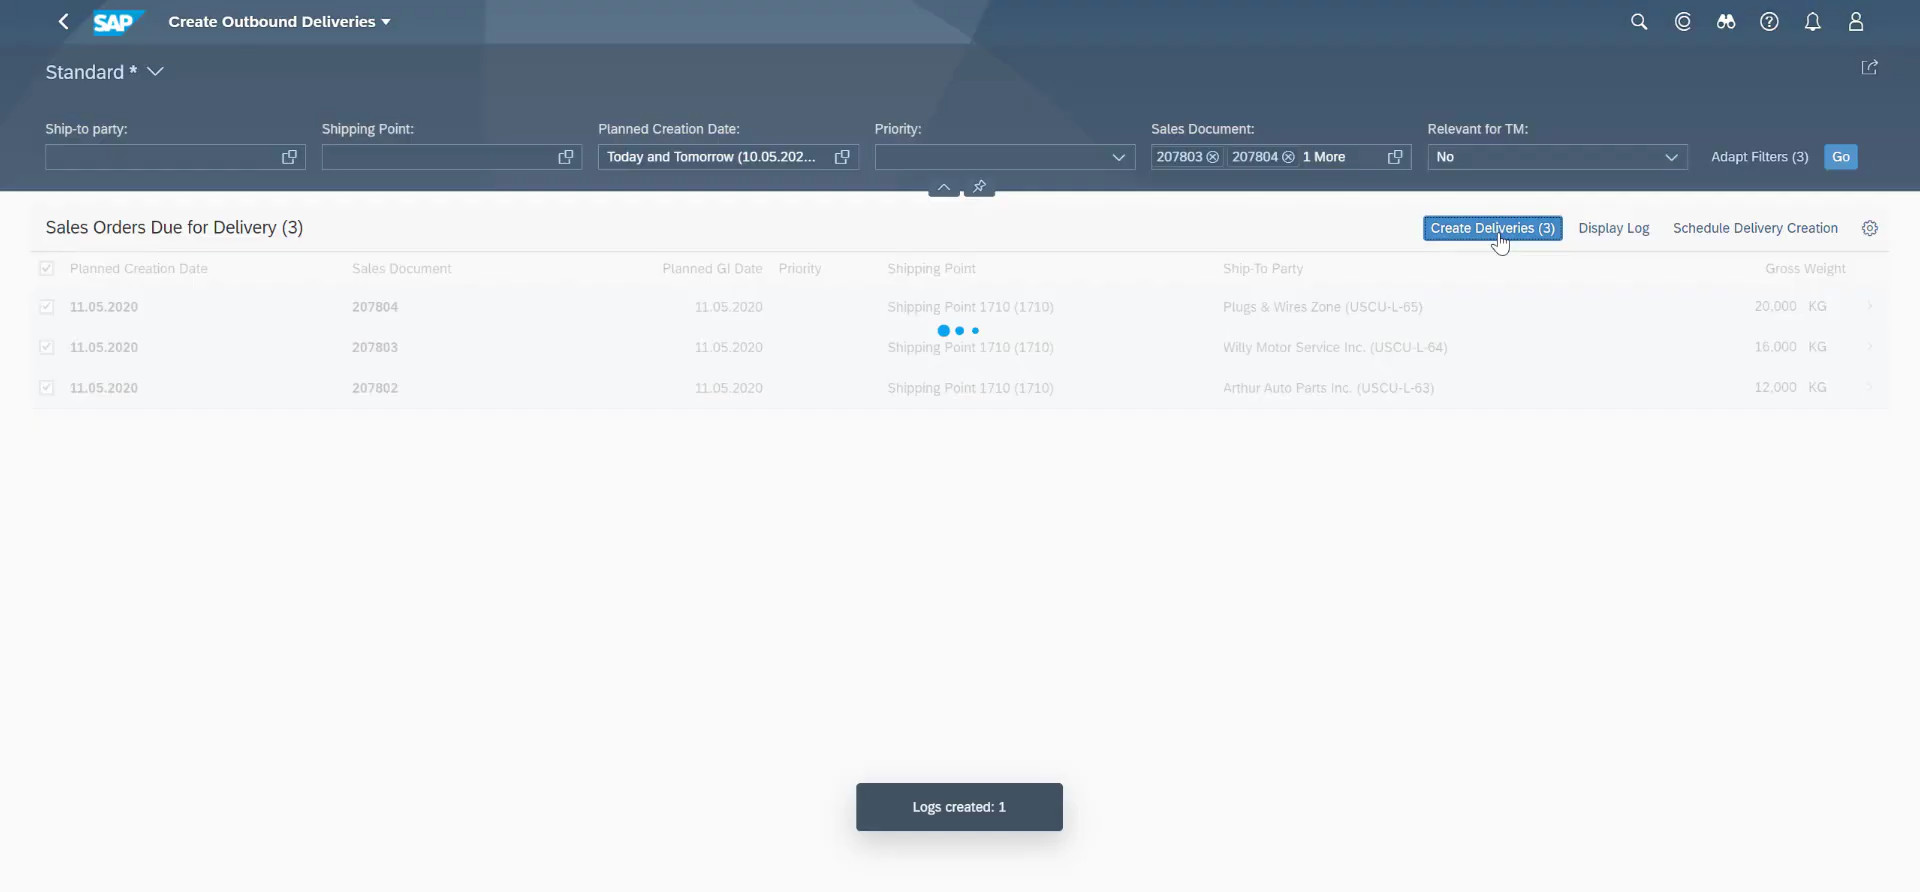 SAP Create Outbound Deliveries
Standard *
Ship-to party: Shipping Point: Planned Creation Date: Priority: Sales Document: Relevant for TM:
Today and Tomorrow (10.05.202... 207803 207804 1 More No Adapt Filters (3) Go
Sales Orders Due for Delivery (3) Create Deliveries (3) Display Log Schedule Delivery Creation
Planned Creation Date Sales Document Planned GI Date Priority Shipping Point Ship-To Party Gross Weight
11.05.2020 207804 11.05.2020 Shipping Point 1710 (1710) Plugs & Wires Zone (USCU-L-65) 20,000 KG
11.05.2020 207803 11.05.2020 Shipping Point 1710 (1710) Willy Motor Service Inc. (USCU-L-64) 16.000 KG
11.05.2020 207802 11.05.2020 Shipping Point 1710 (1710) Arthur Auto Parts Inc. (USCU-L-63) 12,000 KG
Logs created: 1